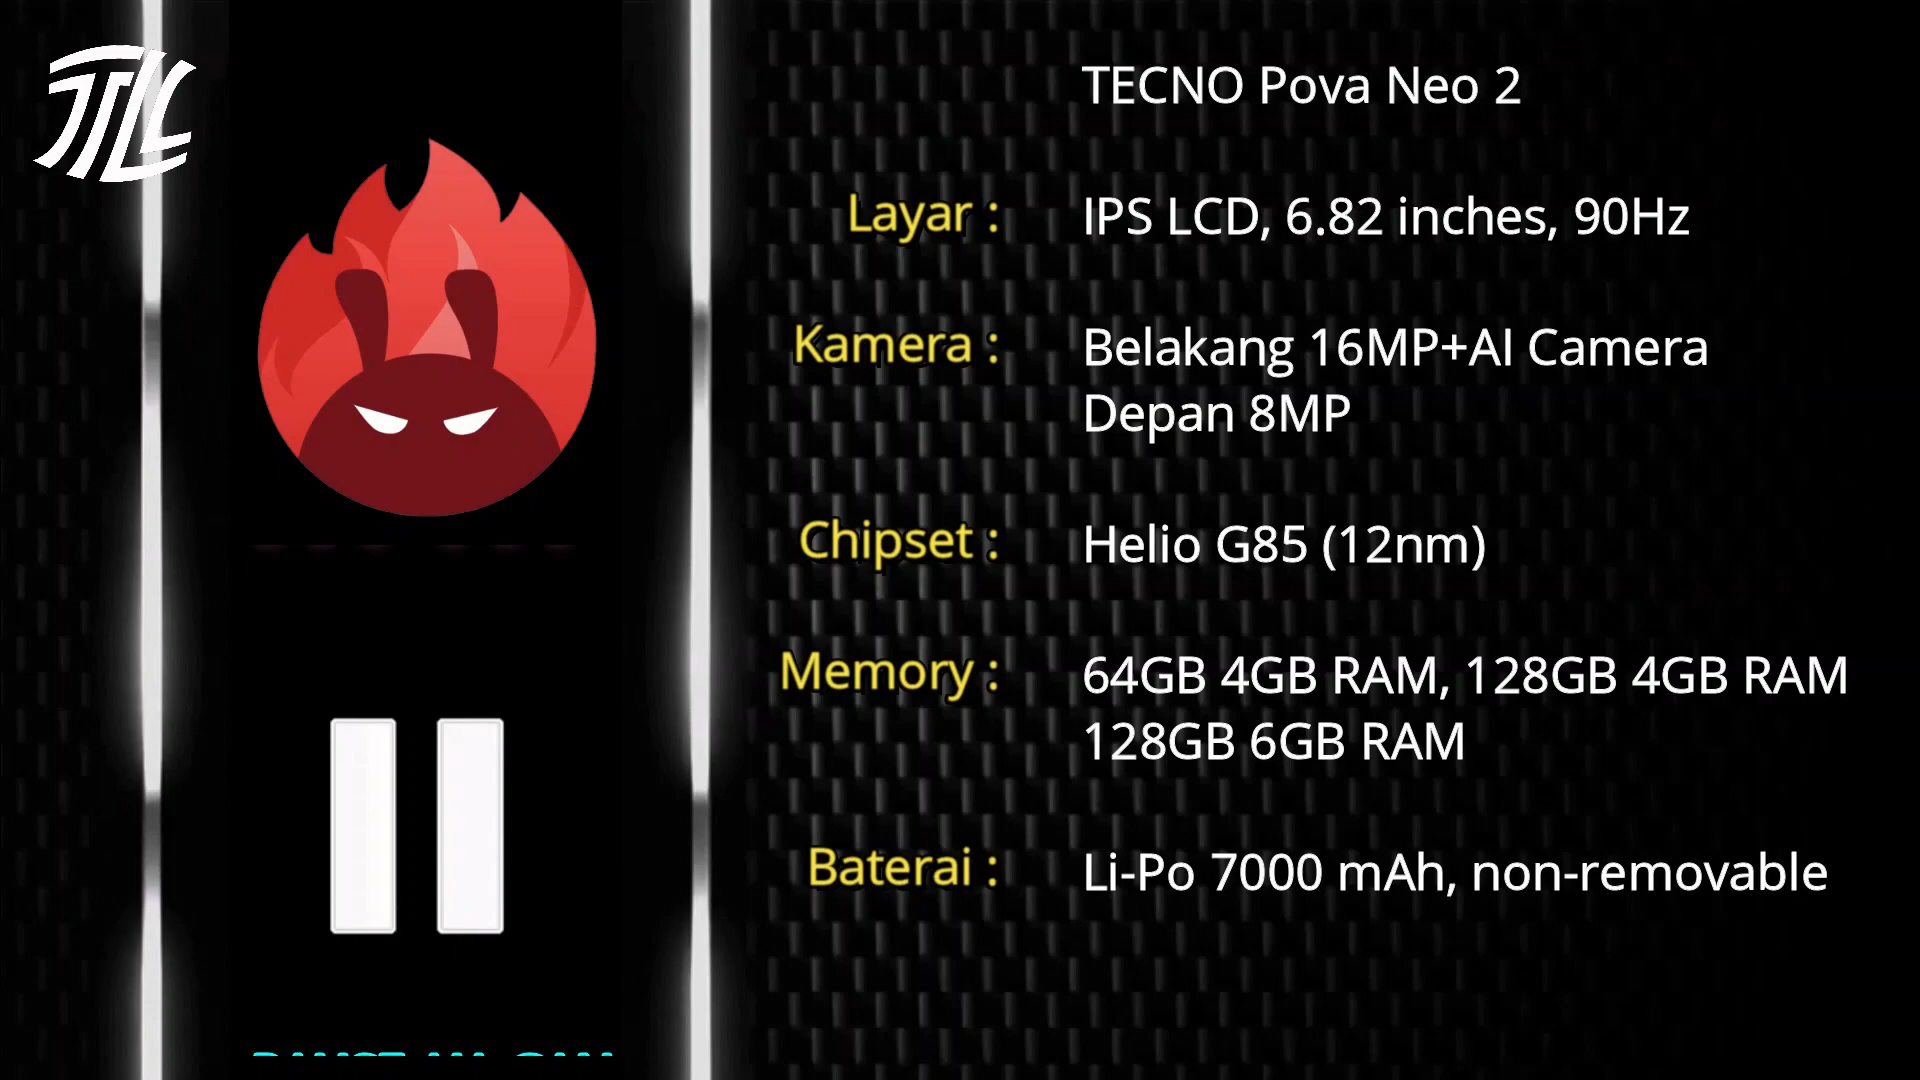 TECNO Pova Neo 2
Layar : IPS LCD, 6.82 inches, 90Hz
Kamera : Belakang 16MP+AI Camera
Depan 8MP
Chipset : Helio G85 (12nm)
Memory : 64GB 4GB RAM, 128GB 4GB RAM
128GB 6GB RAM
Baterai : Li-Po 7000 mAh, non-removable